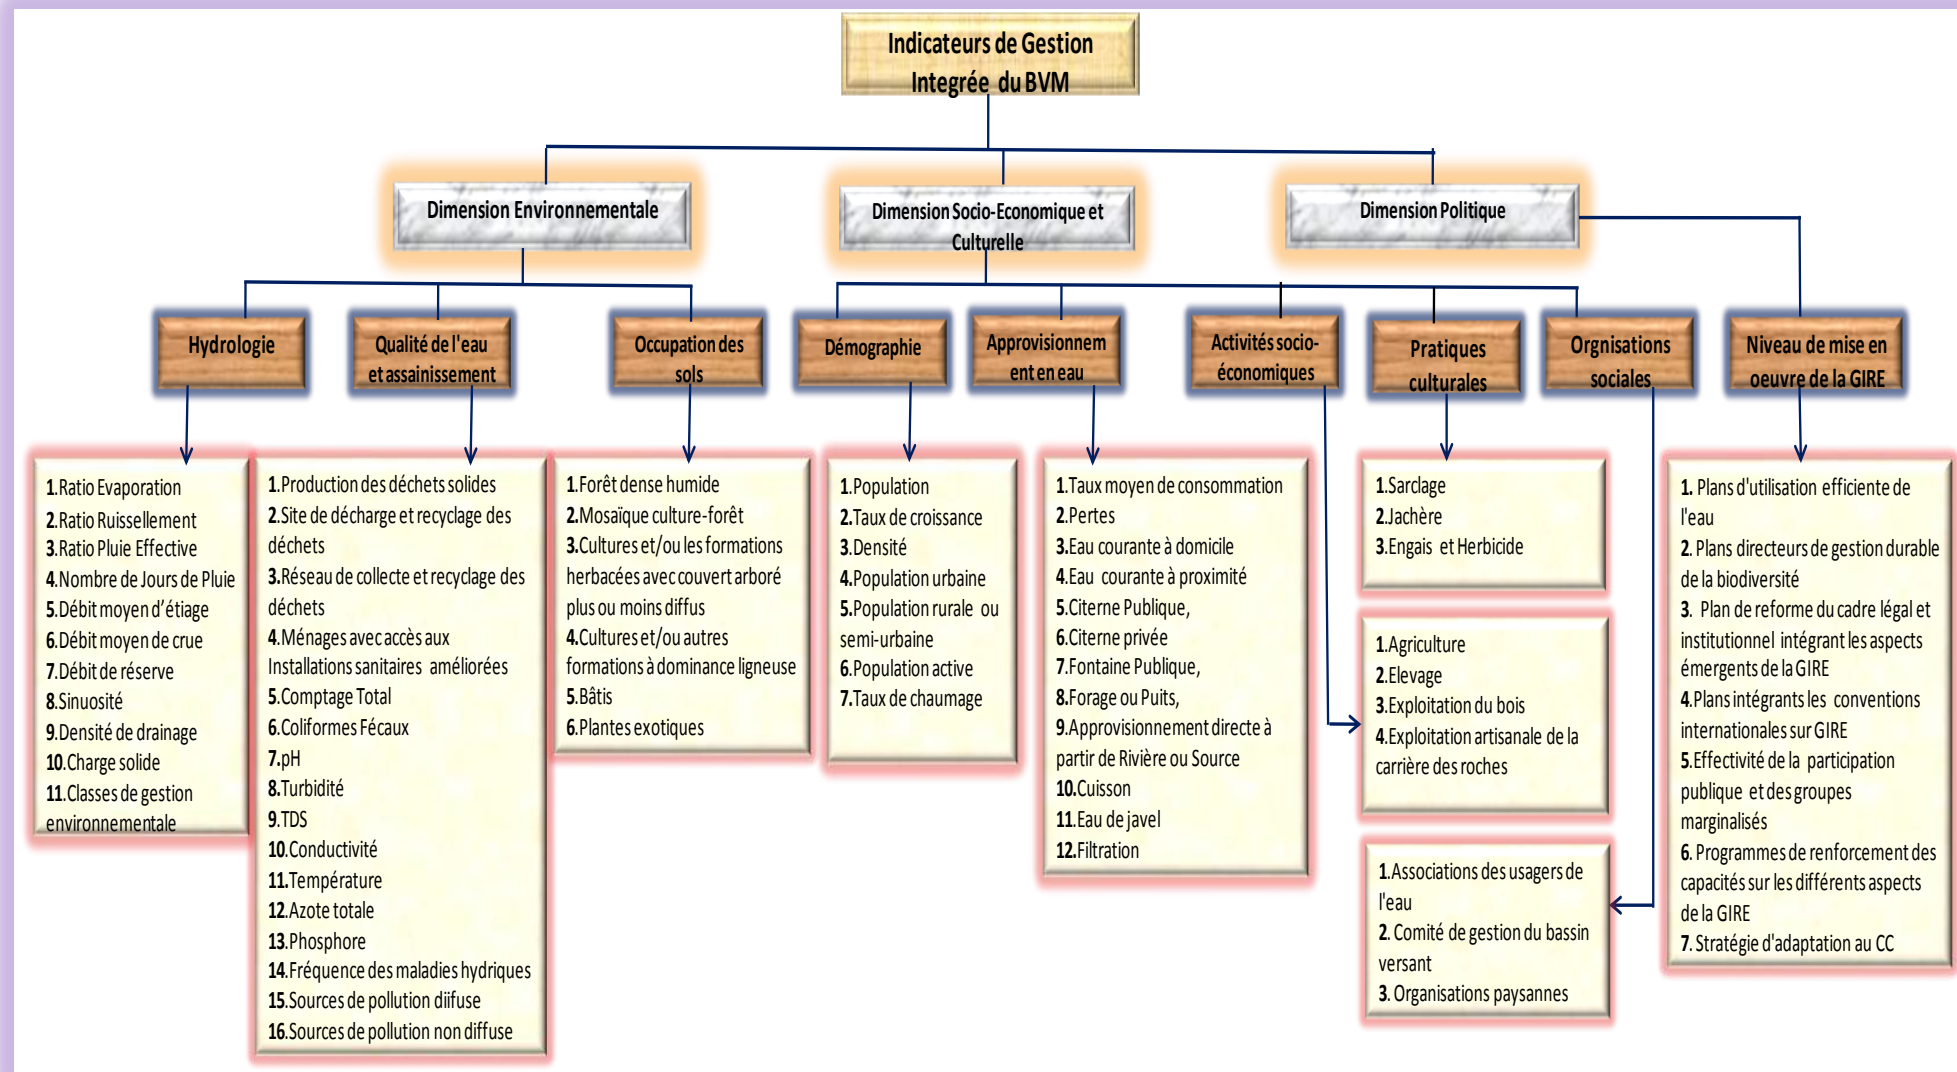 Indicateurs de Gestion
Integrée du BVM
Dimension Environnementale
Dimension Socio-Economique et
Culturelle
Dimension Politique
Hydrologie
Qualité de l'eau
et assainissement
Occupation des
sols
Démographie
Approvisionnem
ent en eau
Activités socio-
économiques
Pratiques
culturales
Orgnisations
sociales
Niveau de mise en
oeuvre de la GIRE
1.Ratio Evaporation
2.Ratio Ruissellement
3.Ratio Pluie Effective
4.Nombre de Jours de Pluie
5.Débit moyen d'étiage
6.Débit moyen de crue
7.Débit de réserve
8.Sinuosité
9.Densité de drainage
10.Charge solide
11.Classes de gestion
environnementale
1.Production des déchets solides
2.Site de décharge et recyclage des
déchets
3.Réseau de collecte et recyclage des
déchets
4.Ménages avec accès aux
Installations sanitaires améliorées
5.Comptage Total
6.Coliformes Fécaux
7.pH
8.Turbidité
9.TDS
10.Conductivité
11.Température
12.Azote totale
13.Phosphore
14.Fréquence des maladies hydriques
15.Sources de pollution diifuse
16.Sources de pollution non diffuse
1.Forêt dense humide
2.Mosaïque culture-forêt
3.Cultures et/ou les formations
herbacées avec couvert arboré
plus ou moins diffus
4.Cultures et/ou autres
formations à dominance ligneuse
5.Bâtis
6.Plantes exotiques
1.Population
2.Taux de croissance
3.Densité
4.Population urbaine
5.Population rurale ou
semi-urbaine
6.Population active
7.Taux de chaumage
1.Taux moyen de consommation
2.Pertes
3.Eau courante à domicile
4.Eau courante à proximité
5.Citerne Publique,
6.Citerne privée
7.Fontaine Publique,
8.Forage ou Puits,
9.Approvisionnement directe à
partir de Rivière ou Source
10.Cuisson
11.Eau de javel
12.Filtration
1.Sarclage
2.Jachère
3.Engais et Herbicide
1.Agriculture
2.Elevage
3.Exploitation du bois
4.Exploitation artisanale de la
carrière des roches
1.Associations des usagers de
l'eau
2. Comité de gestion du bassin
versant
3. Organisations paysannes
1. Plans d'utilisation efficiente de
l'eau
2. Plans directeurs de gestion durable
de la biodiversité
3. Plan de reforme du cadre légal et
institutionnel intégrant les aspects
émergents de la GIRE
4.Plans intégrants les conventions
internationales sur GIRE
5.Effectivité de la participation
publique et des groupes
marginalisés
6. Programmes de renforcement des
capacités sur les différents aspects
de la GIRE
7. Stratégie d'adaptation au CC